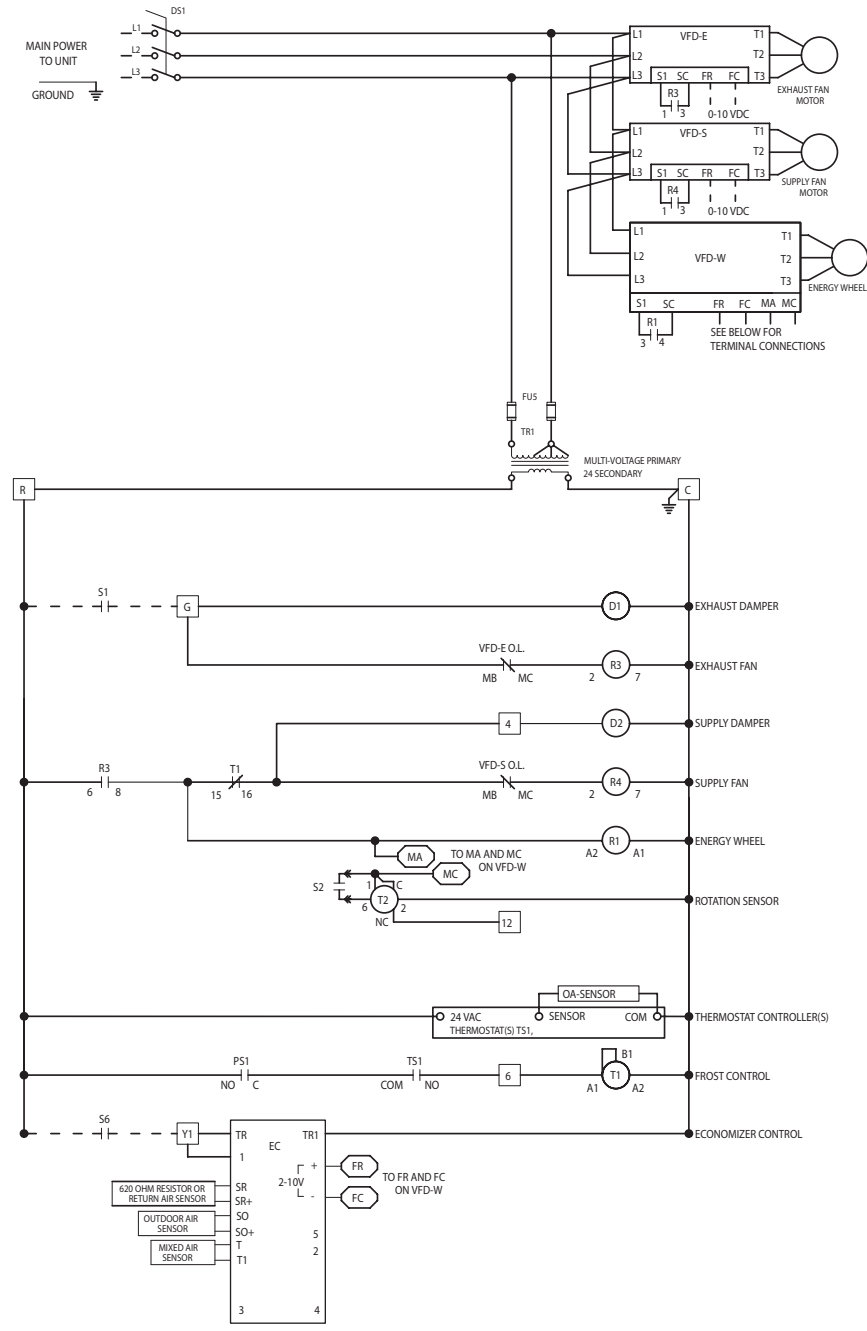 DS1
MAIN POWER
TO UNIT
L1
L2
L3
GROUND
L1 VFD-E T1
L2 T2
L3 S1 SC FR FC T3
R3
1 3 0-10 VDC
EXHAUST FAN
MOTOR
L1 VFD-S T1
L2 T2
L3 S1 SC FR FC T3
R4
1 3 0-10 VDC
SUPPLY FAN
MOTOR
L1 T1
L2 VFD-W T2
L3 T3
ENERGY WHEEL
S1 SC FR FC MA MC
R1
3 4
SEE BELOW FOR
TERMINAL CONNECTIONS
FU5
TR1
MULTI-VOLTAGE PRIMARY
24 SECONDARY
R C
S1
G D1 EXHAUST DAMPER
VFD-E O.L.
MB MC 2 R3 7 EXHAUST FAN
4 D2 SUPPLY DAMPER
R3 T1 VFD-S O.L.
6 8 15 16 MB MC 2 R4 7 SUPPLY FAN
A2 R1 A1 ENERGY WHEEL
MA TO MA AND MC
ON VFD-W
MC
S2 1 C
6 T2 2 ROTATION SENSOR
NC 12
OA-SENSOR
24 VAC SENSOR COM THERMOSTAT CONTROLLER(S)
THERMOSTAT(S) TS1,
PS1 TS1 B1
NO C COM NO 6 A1 T1 A2 FROST CONTROL
S6
Y1 TR TR1 ECONOMIZER CONTROL
1 EC
2-10V + FR TO FR AND FC
- FC ON VFD-W
620 OHM RESISTOR OR
RETURN AIR SENSOR
SR
SR+
OUTDOOR AIR
SENSOR
SO
SO+
MIXED AIR
SENSOR
T
T1
5
2
3 4